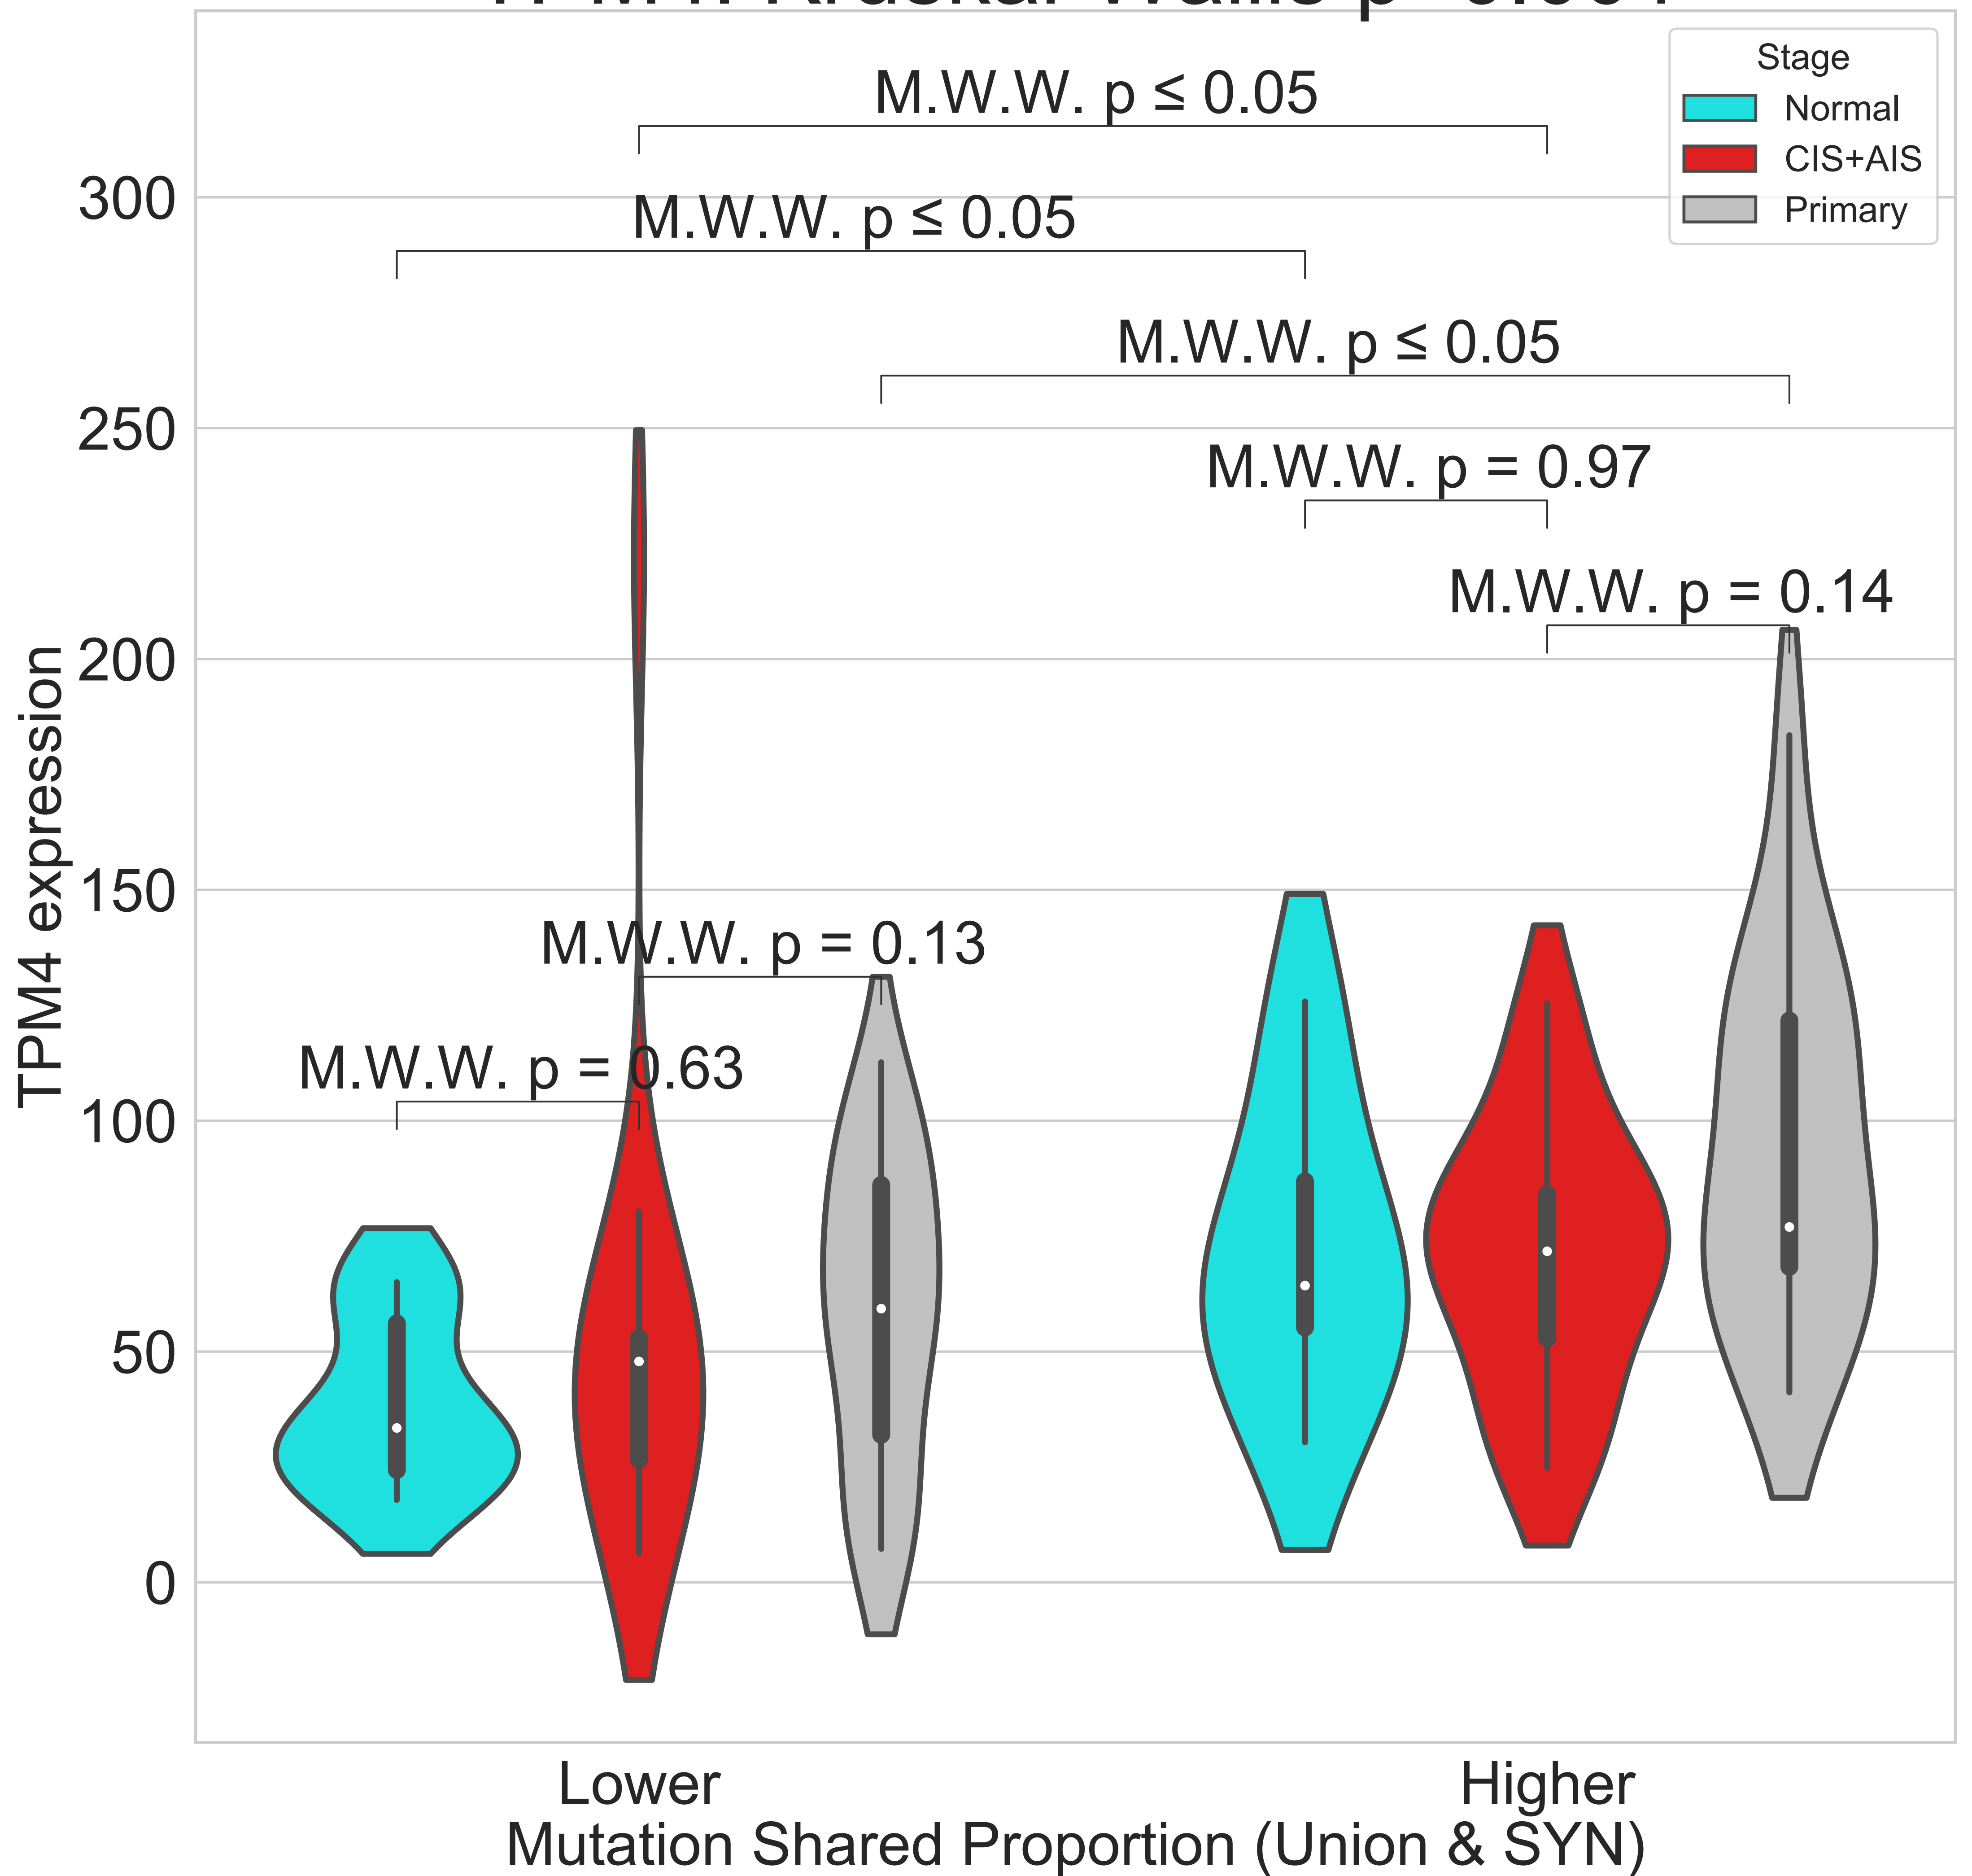 Stage
Normal
CIS+AIS
Primary
M.W.W. p ≤ 0.05
M.W.W. p ≤ 0.05
M.W.W. p ≤ 0.05
M.W.W. p = 0.97
M.W.W. p = 0.14
M.W.W. p = 0.13
M.W.W. p = 0.63
300
250
200
150
100
50
0
TPM4 expression
Lower
Higher
Mutation Shared Proportion (Union & SYN)